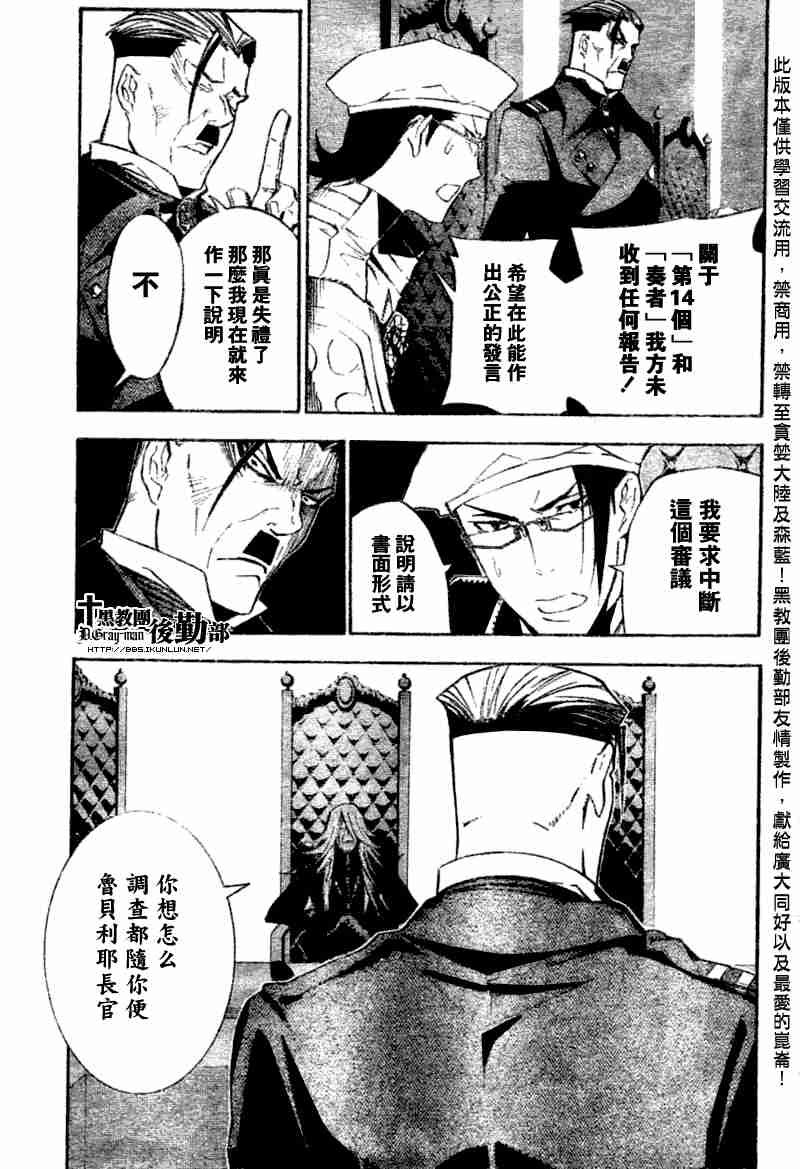 關于
「第14個」和
「奏者」我方未
收到任何報告！
希望在此能作
出公正的發言
那真是失禮了
那麼我現在就來
作一下說明
不
我要求中斷
這個審議
說明請以
書面形式
黑教團
D.Gray-man
後勤部
HTTP://BBS.IKUNLUN.NET/
你想怎么
調查都隨你便
魯貝利耶長官
此版本僅供學習交流用，禁商用，禁轉至貪婪大陸及森藍！黑教團後勤部友情製作，獻給廣大同好以及最愛的崑崙！